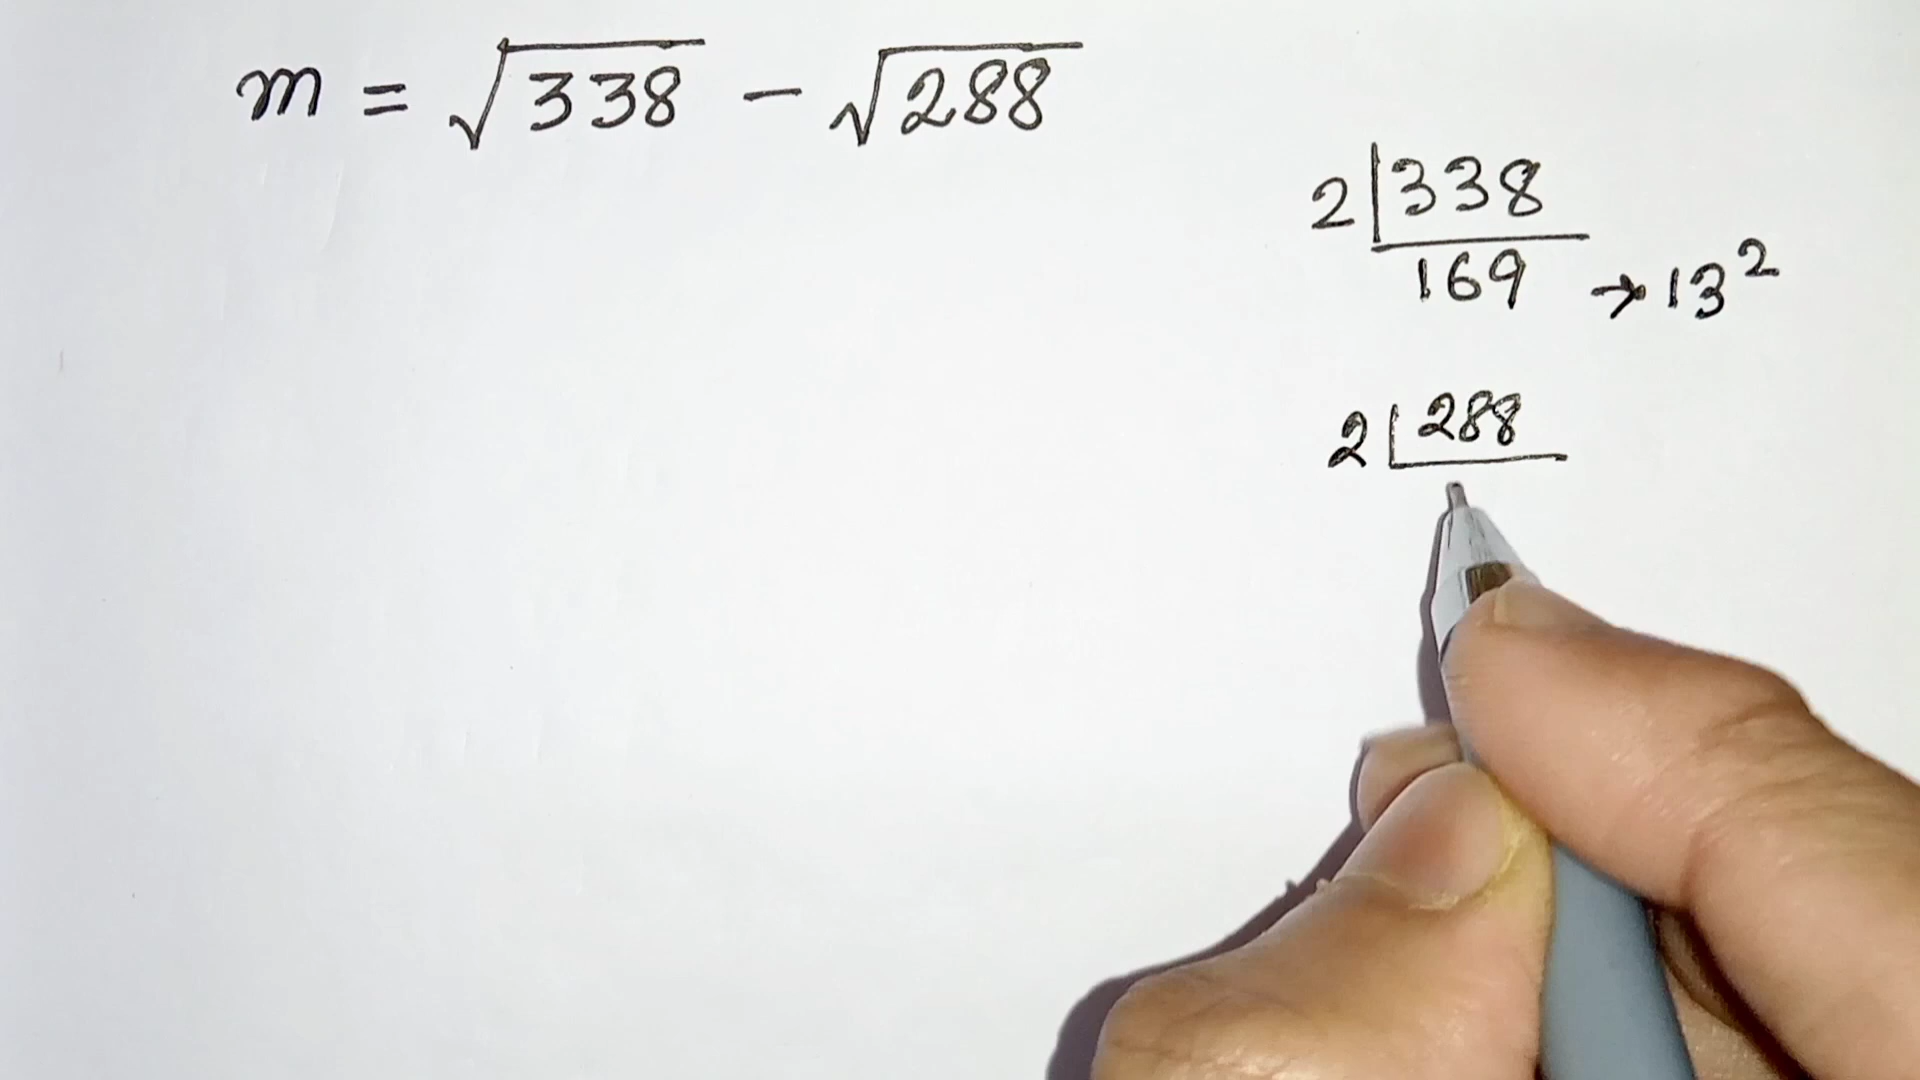 m = √338 - √288
2 338
169 → 13²
2 288